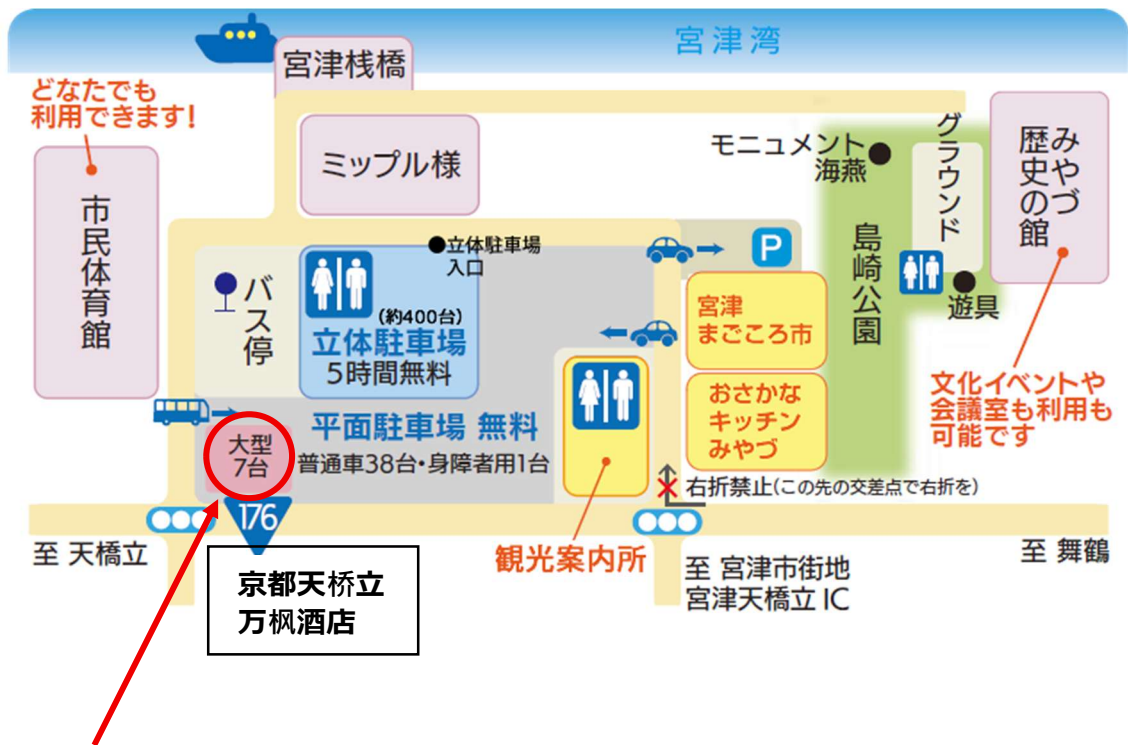 宮津湾
宮津桟橋
どなたでも
利用できます!
市民体育館
ミップル様
モニュメント
海燕
グラウンド
みやづ
歴史の館
島崎公園
遊具
文化イベントや
会議室も利用も
可能です
バス停
立体駐車場
入口
(約400台)
立体駐車場
5時間無料
P
宮津
まごころ市
おさかな
キッチン
みやづ
大型
7台
平面駐車場 無料
普通車38台・身障者用1台
右折禁止(この先の交差点で右折を)
176
観光案内所
至 天橋立
至 舞鶴
至 宮津市街地
宮津天橋立 IC
京都天桥立
万枫酒店